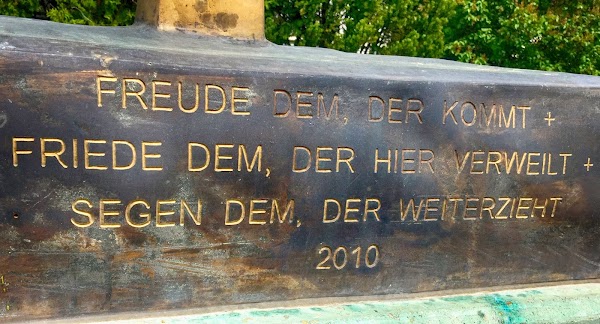 FREUDE DEM, DER KOMMT +
FRIEDE DEM, DER HIER VERWEILT +
SEGEN DEM, DER WEITERZIEHT
2010